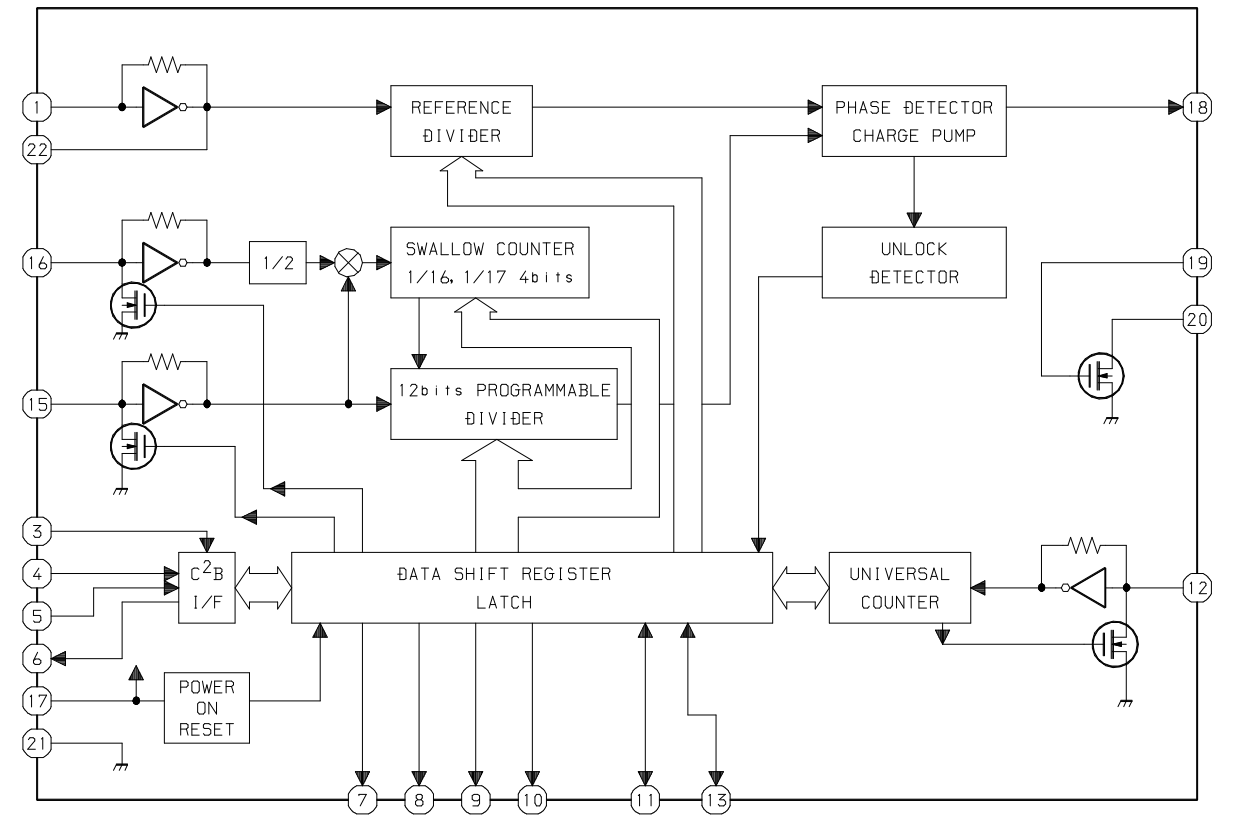 1
REFERENCE
DIVIDER
PHASE DETECTOR
CHARGE PUMP
18
22
16
1/2
SWALLOW COUNTER
1/16, 1/17 4bits
UNLOCK
DETECTOR
19
20
15
12bits PROGRAMMABLE
DIVIDER
3
4
5
6
C²B
I/F
DATA SHIFT REGISTER
LATCH
UNIVERSAL
COUNTER
12
17
POWER
ON
RESET
21
7
8
9
10
11
13